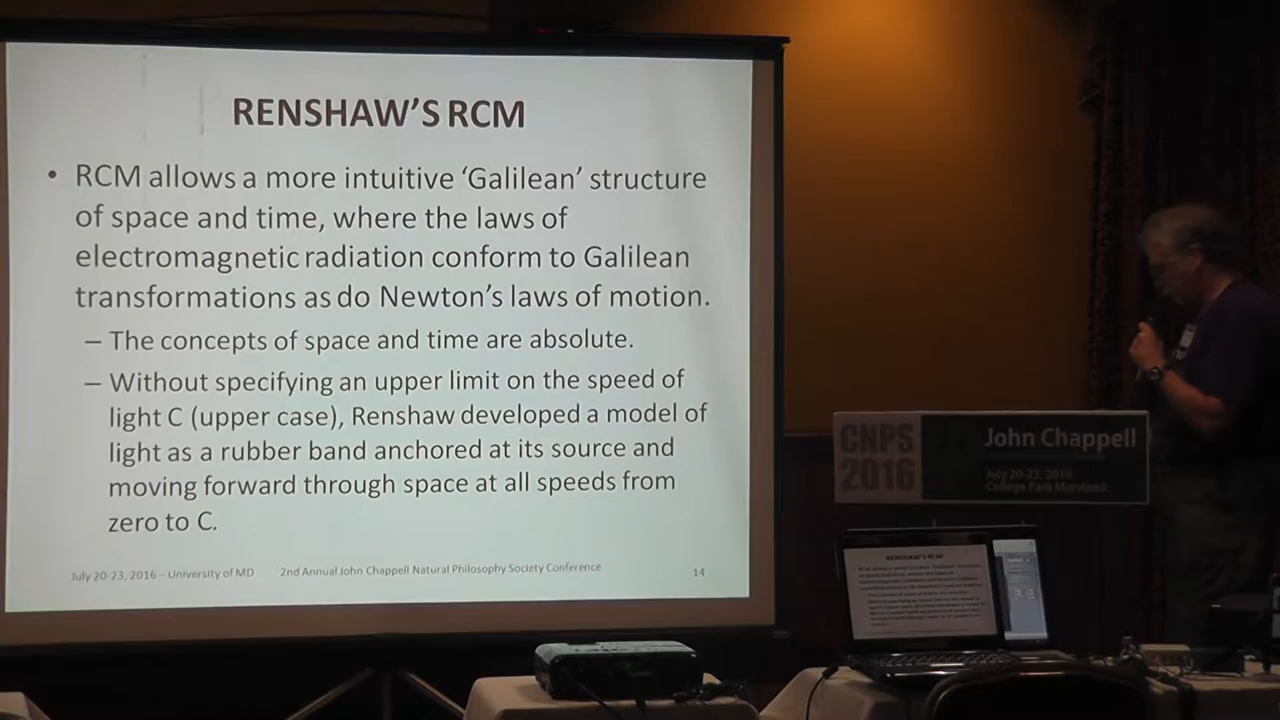 RENSHAW'S RCM
• RCM allows a more intuitive 'Galilean' structure
of space and time, where the laws of
electromagnetic radiation conform to Galilean
transformations as do Newton's laws of motion.
– The concepts of space and time are absolute.
– Without specifying an upper limit on the speed of
light C (upper case), Renshaw developed a model of
light as a rubber band anchored at its source and
moving forward through space at all speeds from
zero to C.
July 20-23, 2016 – University of MD 2nd Annual John Chappell Natural Philosophy Society Conference 14
CNPS
2016
John Chappell
July 20-23, 2016
College Park Maryland
RENSHAW'S RCM